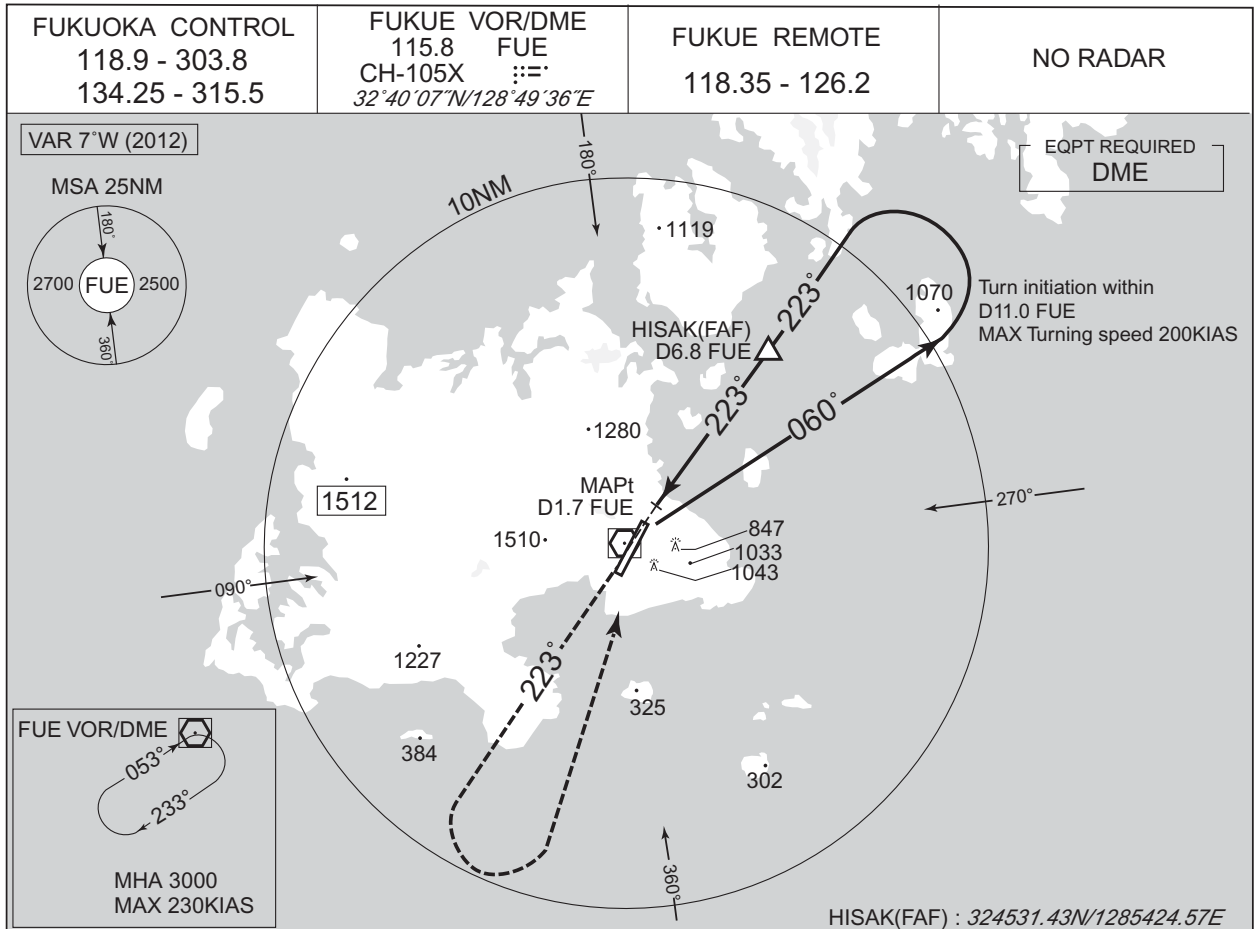 FUKUOKA CONTROL
118.9 - 303.8
134.25 - 315.5
FUKUE VOR/DME
115.8 FUE
CH-105X
32°40´07˝N/128°49´36˝E
FUKUE REMOTE
118.35 - 126.2
NO RADAR
VAR 7°W (2012)
EQPT REQUIRED
DME
MSA 25NM
180°
2700 FUE 2500
360°
180°
10NM
1119
1070
Turn initiation within
D11.0 FUE
MAX Turning speed 200KIAS
223°
HISAK(FAF)
D6.8 FUE
223°
060°
1280
MAPt
D1.7 FUE
1512
270°
1510
847
1033
1043
090°
1227
223°
325
384
302
360°
FUE VOR/DME
053°
233°
MHA 3000
MAX 230KIAS
HISAK(FAF) : 324531.43N/1285424.57E